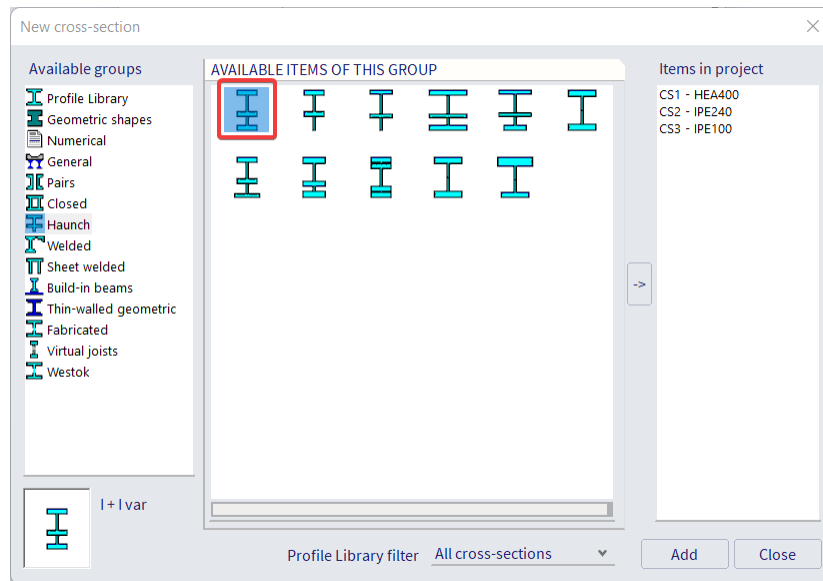 New cross-section
Available groups
Profile Library
Geometric shapes
Numerical
General
Pairs
Closed
Haunch
Welded
Sheet welded
Build-in beams
Thin-walled geometric
Fabricated
Virtual joists
Westok
I + I var
AVAILABLE ITEMS OF THIS GROUP
Profile Library filter
All cross-sections
->
Items in project
CS1 - HEA400
CS2 - IPE240
CS3 - IPE100
Add
Close